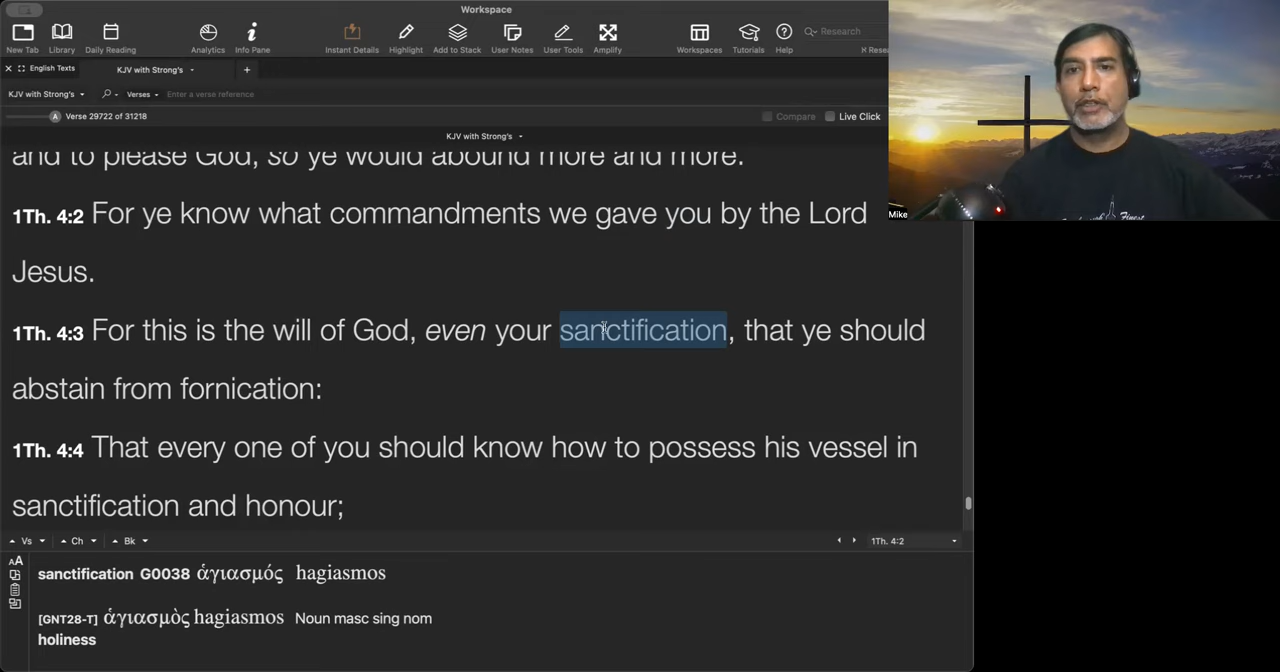 Workspace
New Tab Library Daily Reading Analytics Info Pane Instant Details Highlight Add to Stack User Notes User Tools Amplify Workspaces Tutorials Help Research
English Texts KJV with Strong's +
KJV with Strong's Verses Enter a verse reference
A Verse 29722 of 31218 Compare Live Click
KJV with Strong's
and to please God, so ye would abound more and more.
1Th. 4:2 For ye know what commandments we gave you by the Lord
Jesus.
1Th. 4:3 For this is the will of God, even your sanctification, that ye should
abstain from fornication:
1Th. 4:4 That every one of you should know how to possess his vessel in
sanctification and honour;
Vs Ch Bk 1Th. 4:2
sanctification G0038 ἁγιασμός hagiasmos
[GNT28-T] ἁγιασμὸς hagiasmos Noun masc sing nom
holiness
Mike